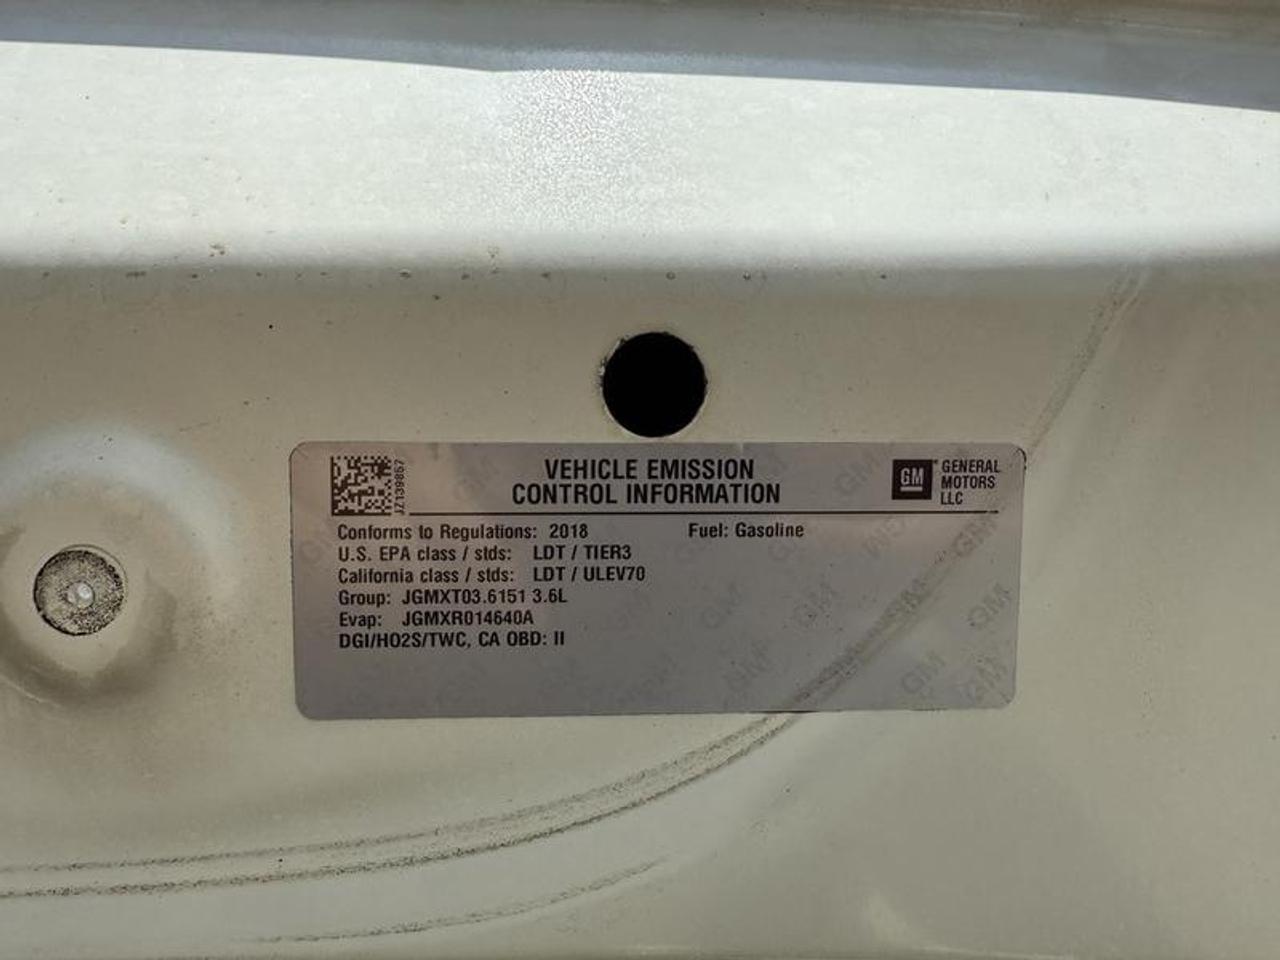 VEHICLE EMISSION
CONTROL INFORMATION
JZ139857
GM
GENERAL
MOTORS
LLC
Conforms to Regulations: 2018 Fuel: Gasoline
U.S. EPA class / stds: LDT / TIER3
California class / stds: LDT / ULEV70
Group: JGMXT03.6151 3.6L
Evap: JGMXR014640A
DGI/HO2S/TWC, CA OBD: II